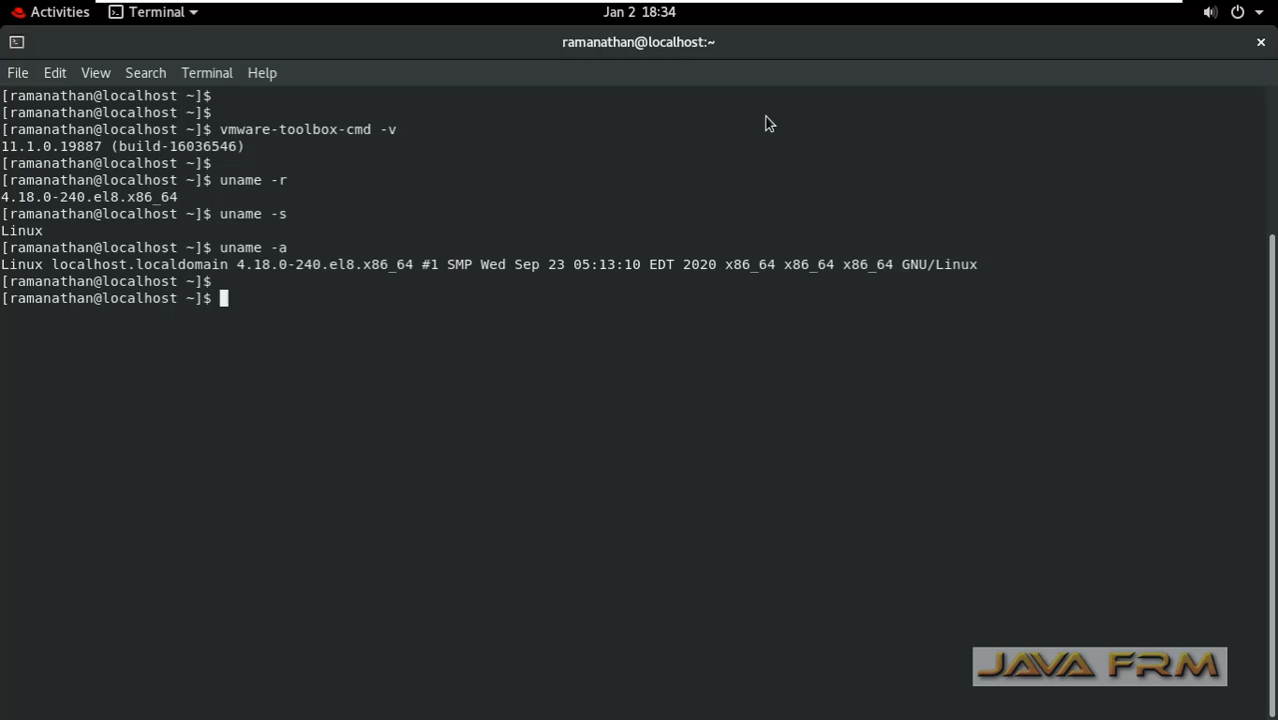 Activities Terminal Jan 2 18:34
ramanathan@localhost:~
File Edit View Search Terminal Help
[ramanathan@localhost ~]$
[ramanathan@localhost ~]$
[ramanathan@localhost ~]$ vmware-toolbox-cmd -v
11.1.0.19887 (build-16036546)
[ramanathan@localhost ~]$
[ramanathan@localhost ~]$ uname -r
4.18.0-240.el8.x86_64
[ramanathan@localhost ~]$ uname -s
Linux
[ramanathan@localhost ~]$ uname -a
Linux localhost.localdomain 4.18.0-240.el8.x86_64 #1 SMP Wed Sep 23 05:13:10 EDT 2020 x86_64 x86_64 x86_64 GNU/Linux
[ramanathan@localhost ~]$
[ramanathan@localhost ~]$
JAVA FRM